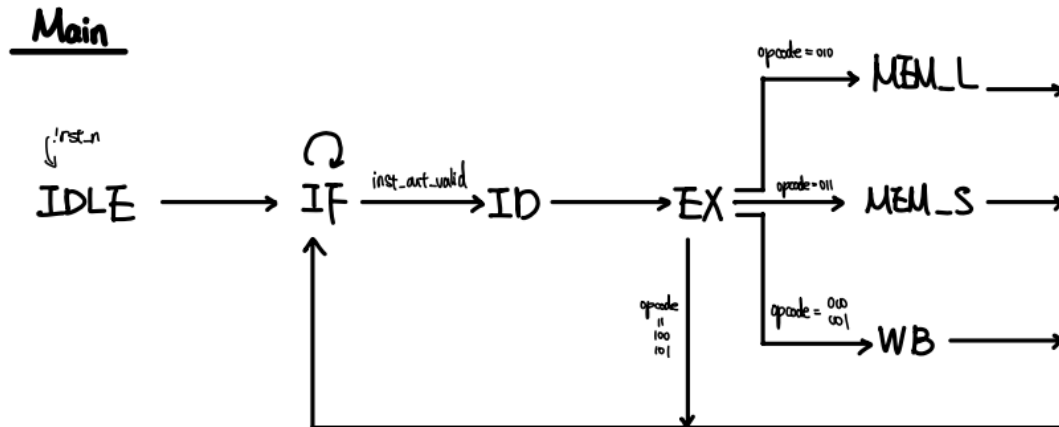 Main
!rst_n
IDLE
IF
inst_out_valid
ID
EX
opcode = 010
MEM_L
opcode = 011
MEM_S
opcode = 000
001
WB
opcode
=
100
101